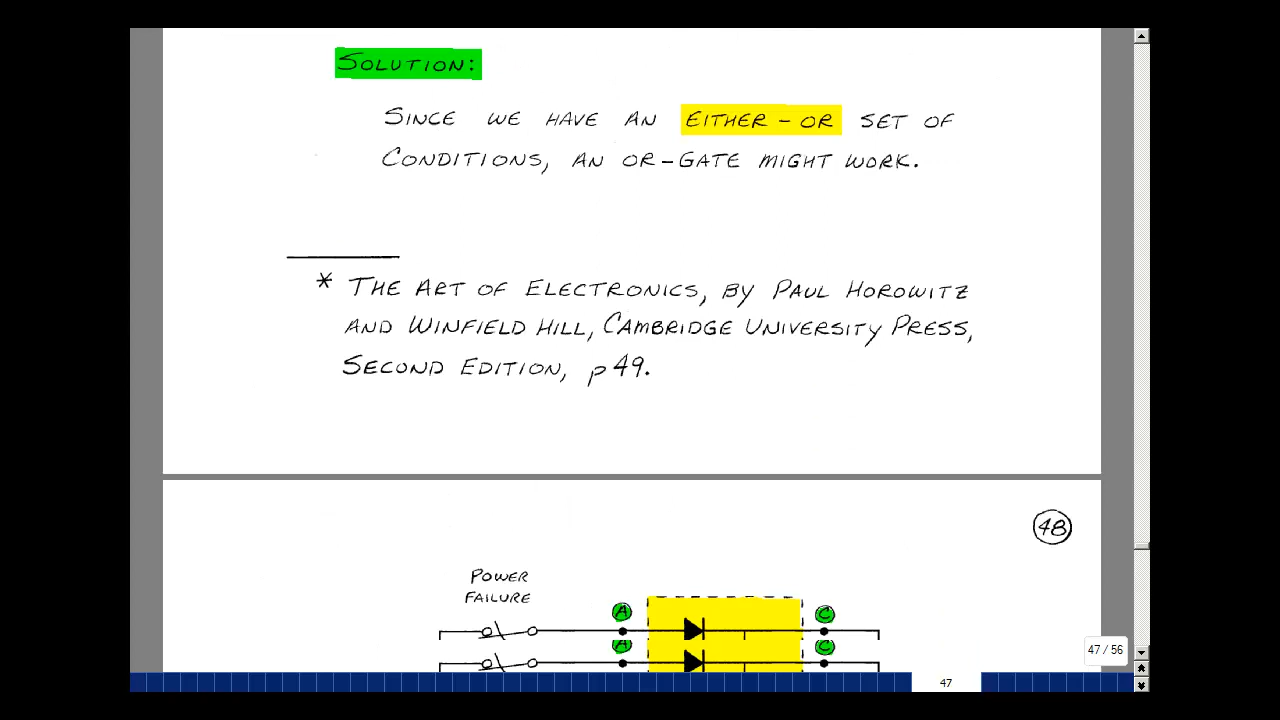 SOLUTION:
SINCE WE HAVE AN EITHER - OR SET OF
CONDITIONS, AN OR-GATE MIGHT WORK.
* THE ART OF ELECTRONICS, BY PAUL HOROWITZ
AND WINFIELD HILL, CAMBRIDGE UNIVERSITY PRESS,
SECOND EDITION, p49.
48
POWER
FAILURE
A
C
A
C
47 / 56
47